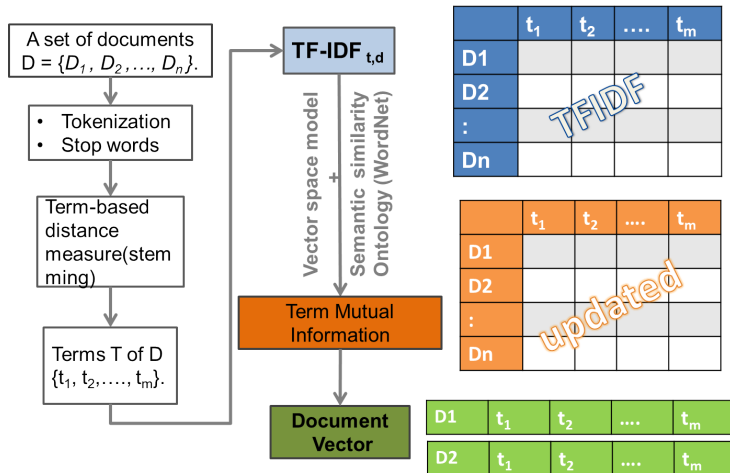 A set of documents
D = {D1, D2,…, Dn}.
• Tokenization
• Stop words
Term-based
distance
measure(stem
ming)
Terms T of D
{t1, t2,…., tm}.
TF-IDF t,d
Vector space model
+
Semantic similarity
Ontology (WordNet)
Term Mutual
Information
Document
Vector
t1 t2 …. tm
D1
D2
:
Dn
TFIDF
t1 t2 …. tm
D1
D2
:
Dn
updated
D1 t1 t2 …. tm
D2 t1 t2 …. tm